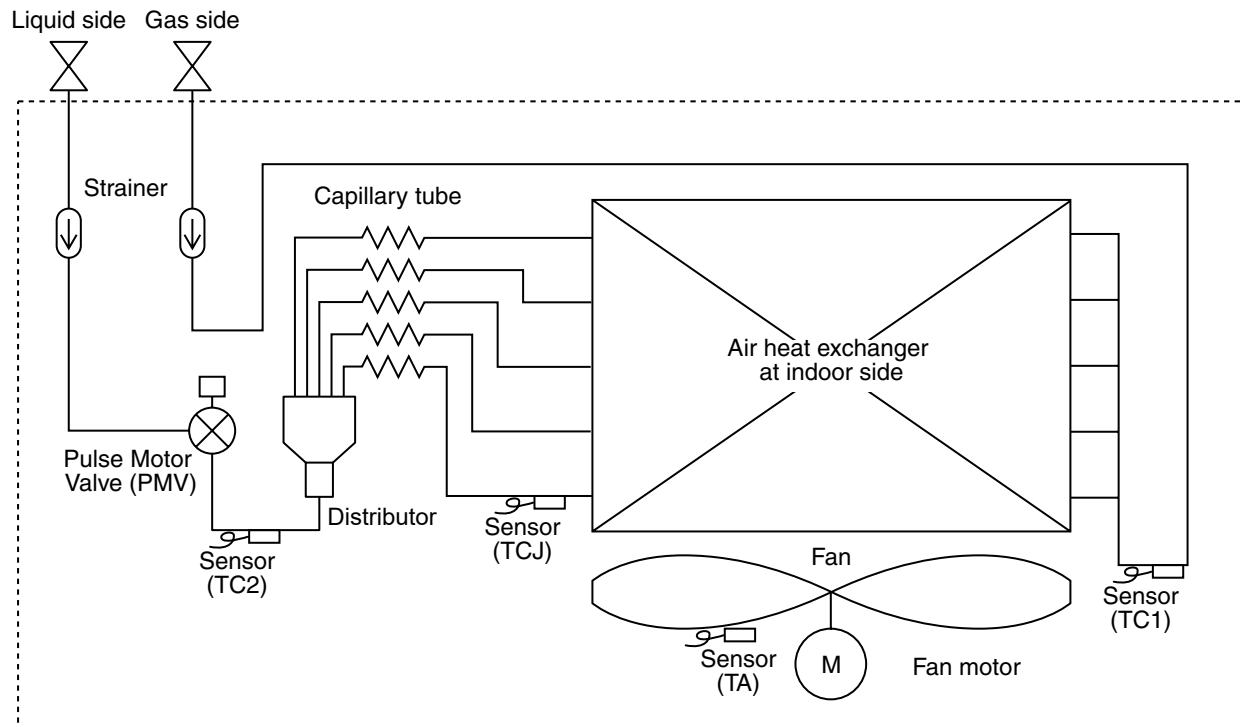 Liquid side
Gas side
Strainer
Capillary tube
Air heat exchanger
at indoor side
Pulse Motor
Valve (PMV)
Distributor
Sensor
(TCJ)
Sensor
(TC2)
Fan
Sensor
(TC1)
Sensor
(TA)
M
Fan motor